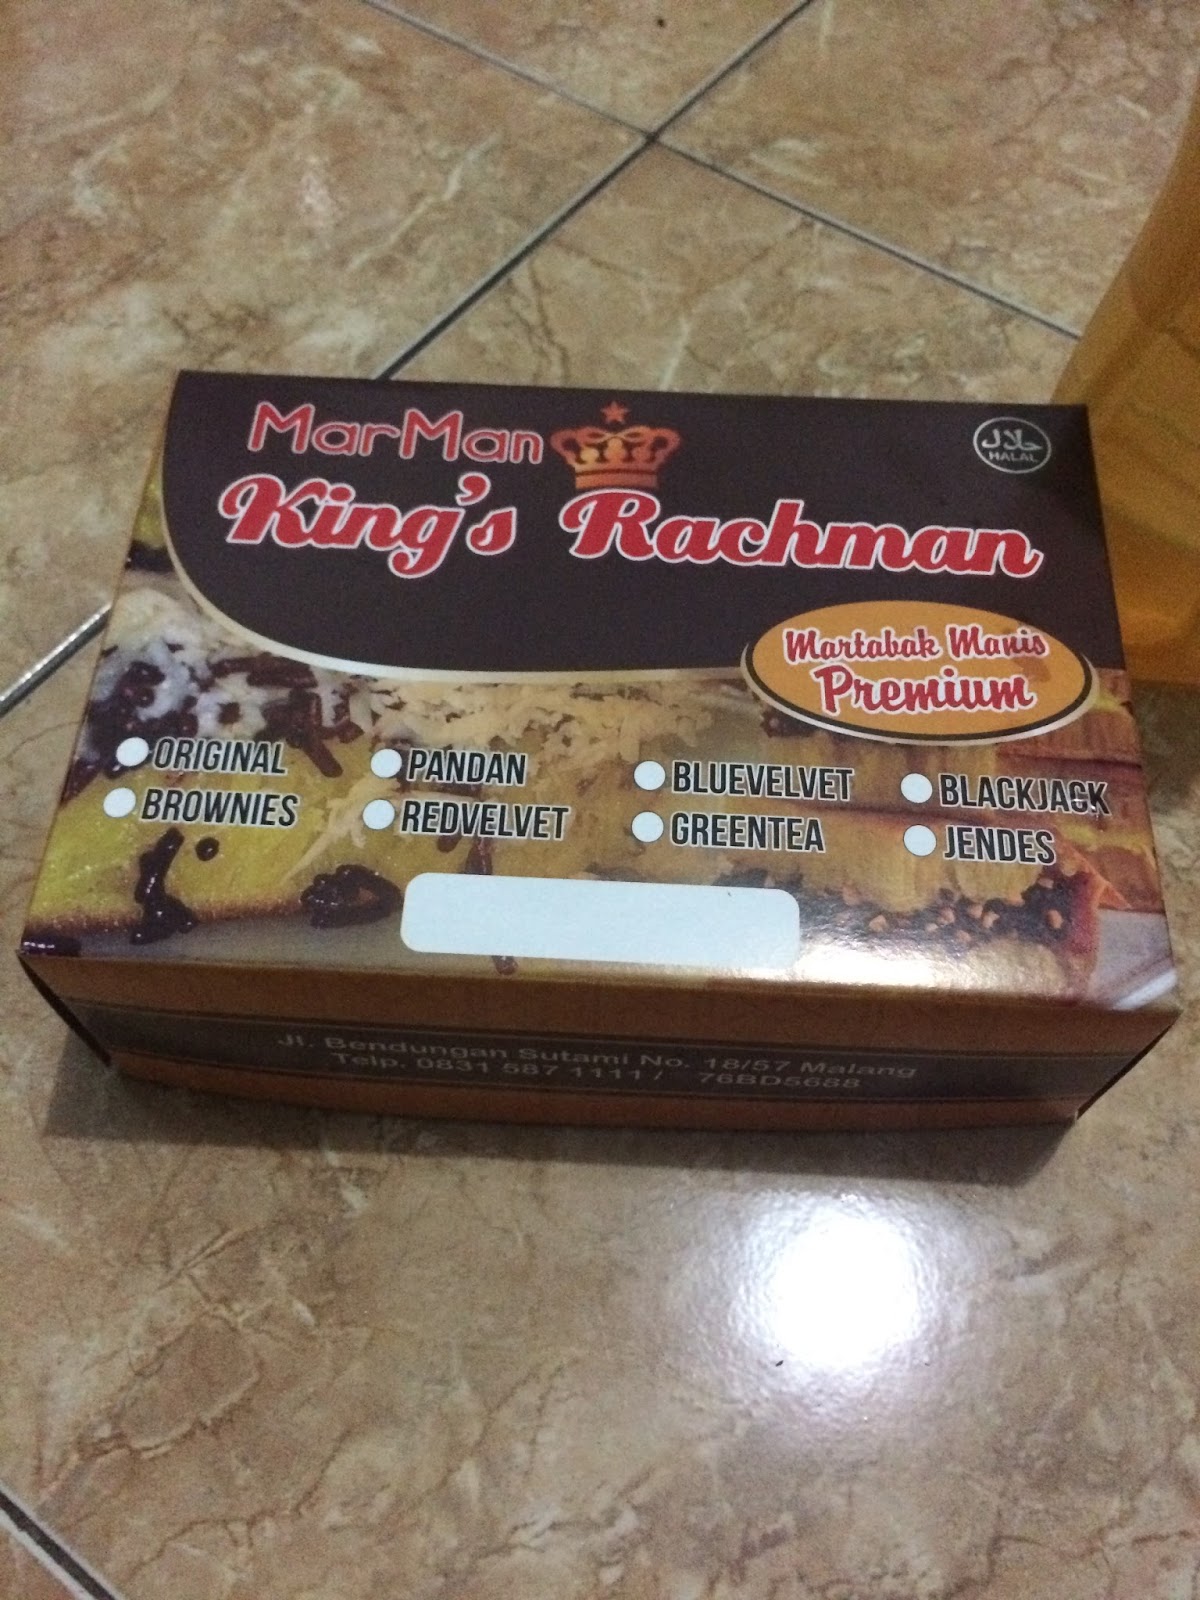 MarMan
King's Rachman
حلال
HALAL
Martabak Manis
Premium
ORIGINAL
PANDAN
BLUEVELVET
BLACKJACK
BROWNIES
REDVELVET
GREENTEA
JENDES
Jl. Bendungan Sutami No. 18/57 Malang
Telp. 0831 587 1111 / 76BD5688